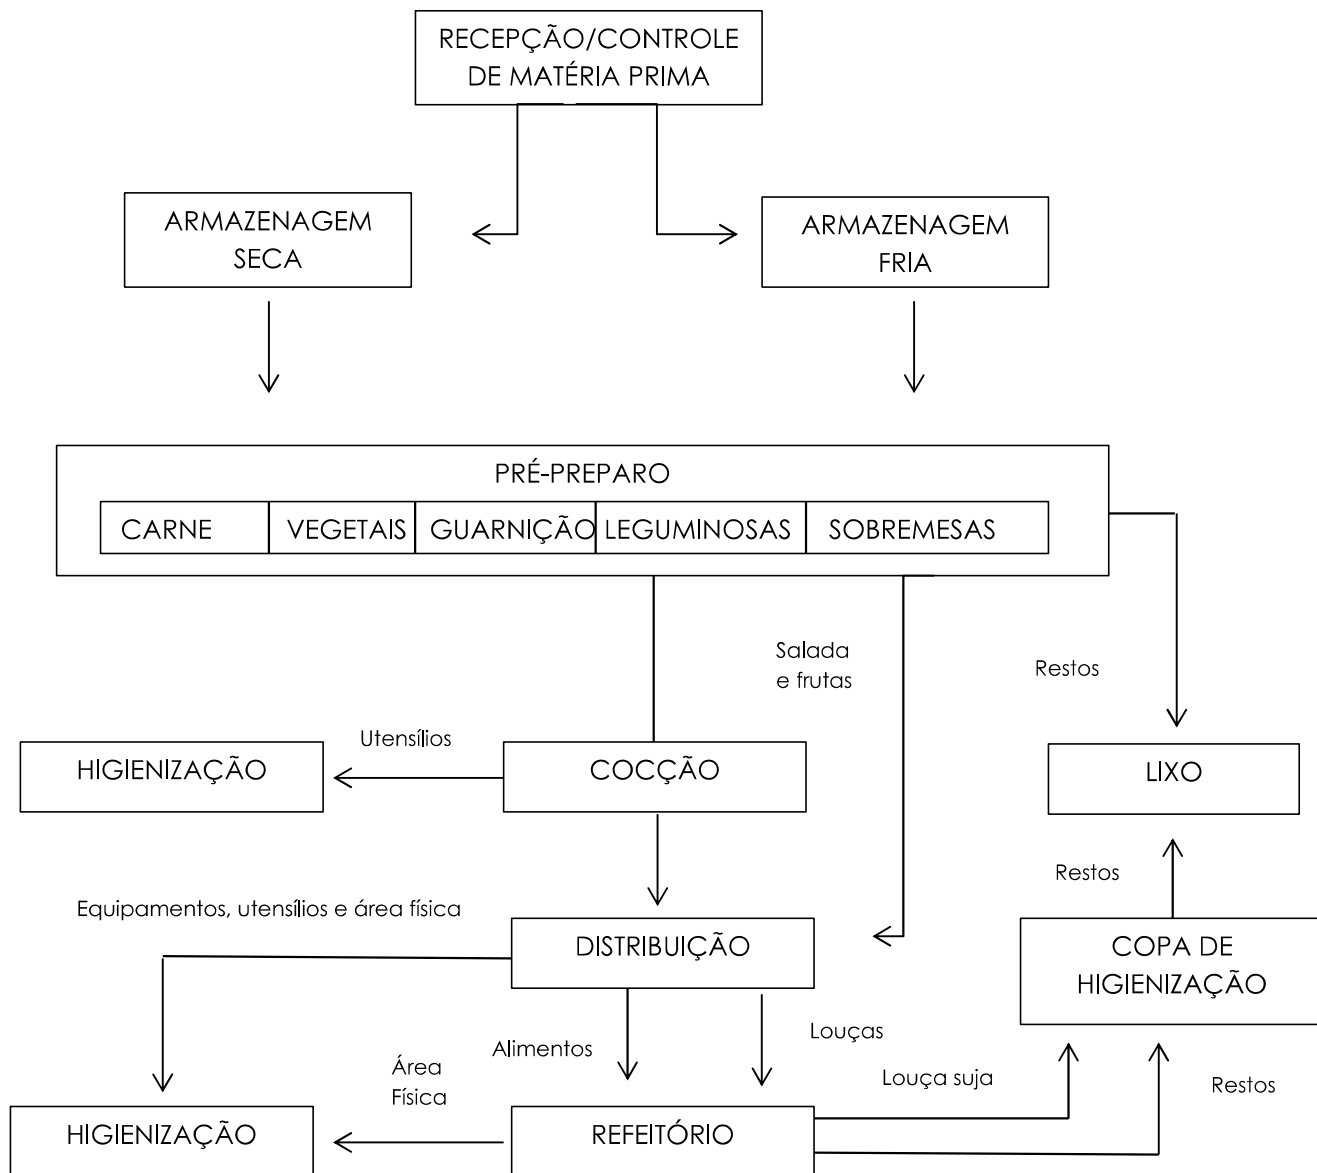 RECEPÇÃO/CONTROLE
DE MATÉRIA PRIMA
ARMAZENAGEM
SECA
ARMAZENAGEM
FRIA
PRÉ-PREPARO
CARNE
VEGETAIS
GUARNIÇÃO
LEGUMINOSAS
SOBREMESAS
Salada
e frutas
Restos
Utensílios
HIGIENIZAÇÃO
COCÇÃO
LIXO
Restos
Equipamentos, utensílios e área física
DISTRIBUIÇÃO
COPA DE
HIGIENIZAÇÃO
Alimentos
Louças
Área
Física
Louça suja
Restos
HIGIENIZAÇÃO
REFEITÓRIO